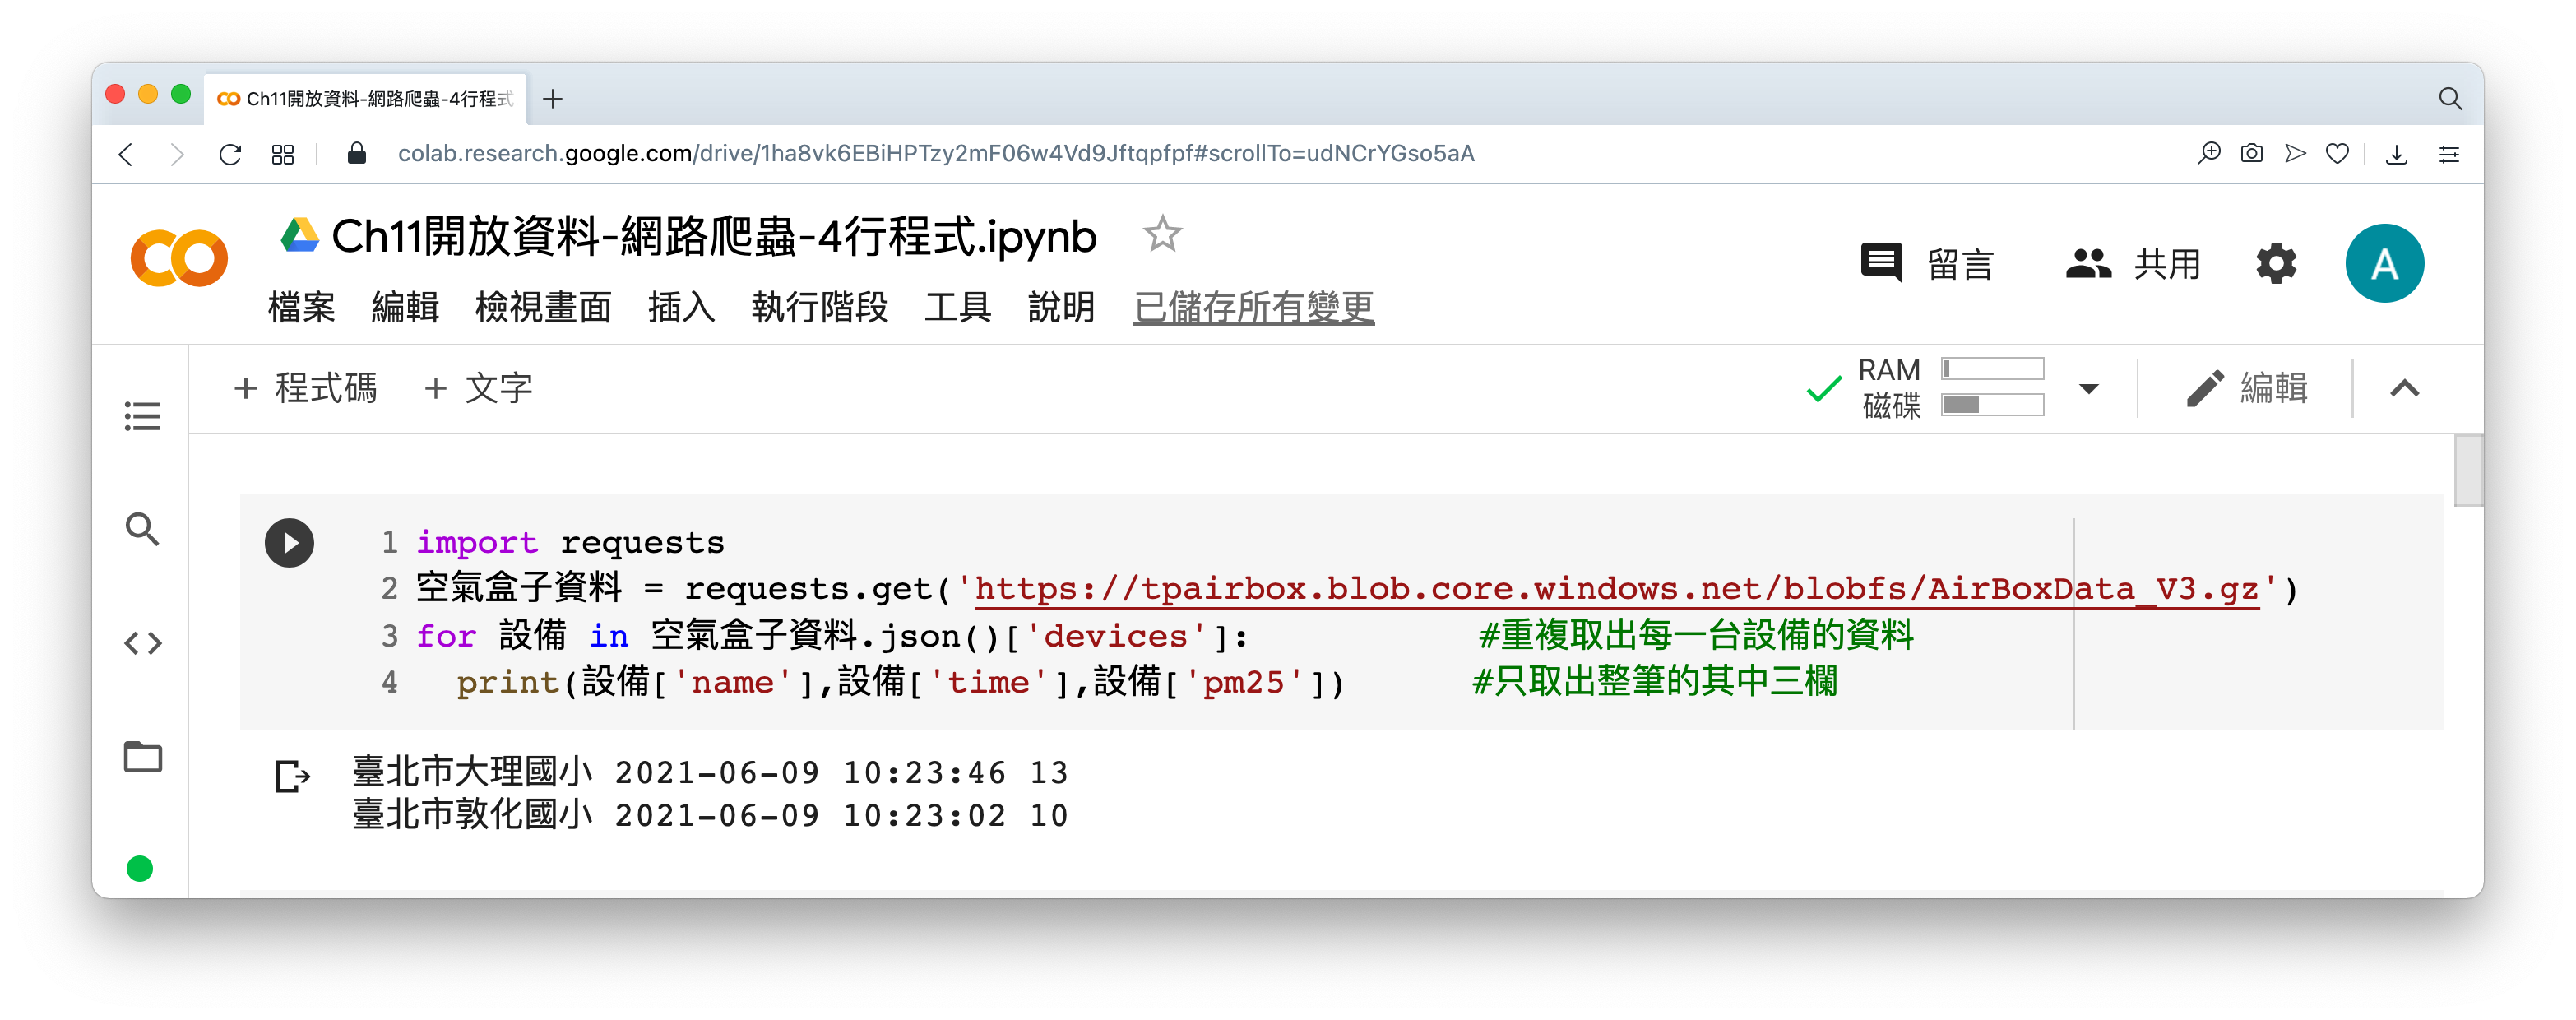 Ch11開放資料-網路爬蟲-4行程式
colab.research.google.com/drive/1ha8vk6EBiHPTzy2mF06w4Vd9Jftqpfpf#scrollTo=udNCrYGso5aA
Ch11開放資料-網路爬蟲-4行程式.ipynb
留言 共用 A
檔案 編輯 檢視畫面 插入 執行階段 工具 說明 已儲存所有變更
+ 程式碼 + 文字 RAM 磁碟 編輯
1 import requests
2 空氣盒子資料 = requests.get('https://tpairbox.blob.core.windows.net/blobfs/AirBoxData_V3.gz')
3 for 設備 in 空氣盒子資料.json()['devices']: #重複取出每一台設備的資料
4 print(設備['name'],設備['time'],設備['pm25']) #只取出整筆的其中三欄
臺北市大理國小 2021-06-09 10:23:46 13
臺北市敦化國小 2021-06-09 10:23:02 10